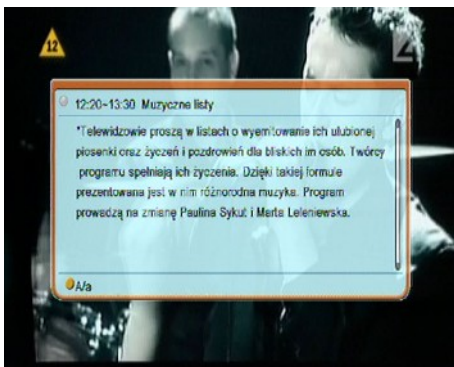 12
4
12:20~13:30 Muzyczne listy
"Telewidzowie proszą w listach o wyemitowanie ich ulubionej
piosenki oraz życzeń i pozdrowień dla bliskich im osób. Twórcy
programu spełniają ich życzenia. Dzięki takiej formule
prezentowana jest w nim różnorodna muzyka. Program
prowadzą na zmianę Paulina Sykut i Marta Leleniewska.
A/a